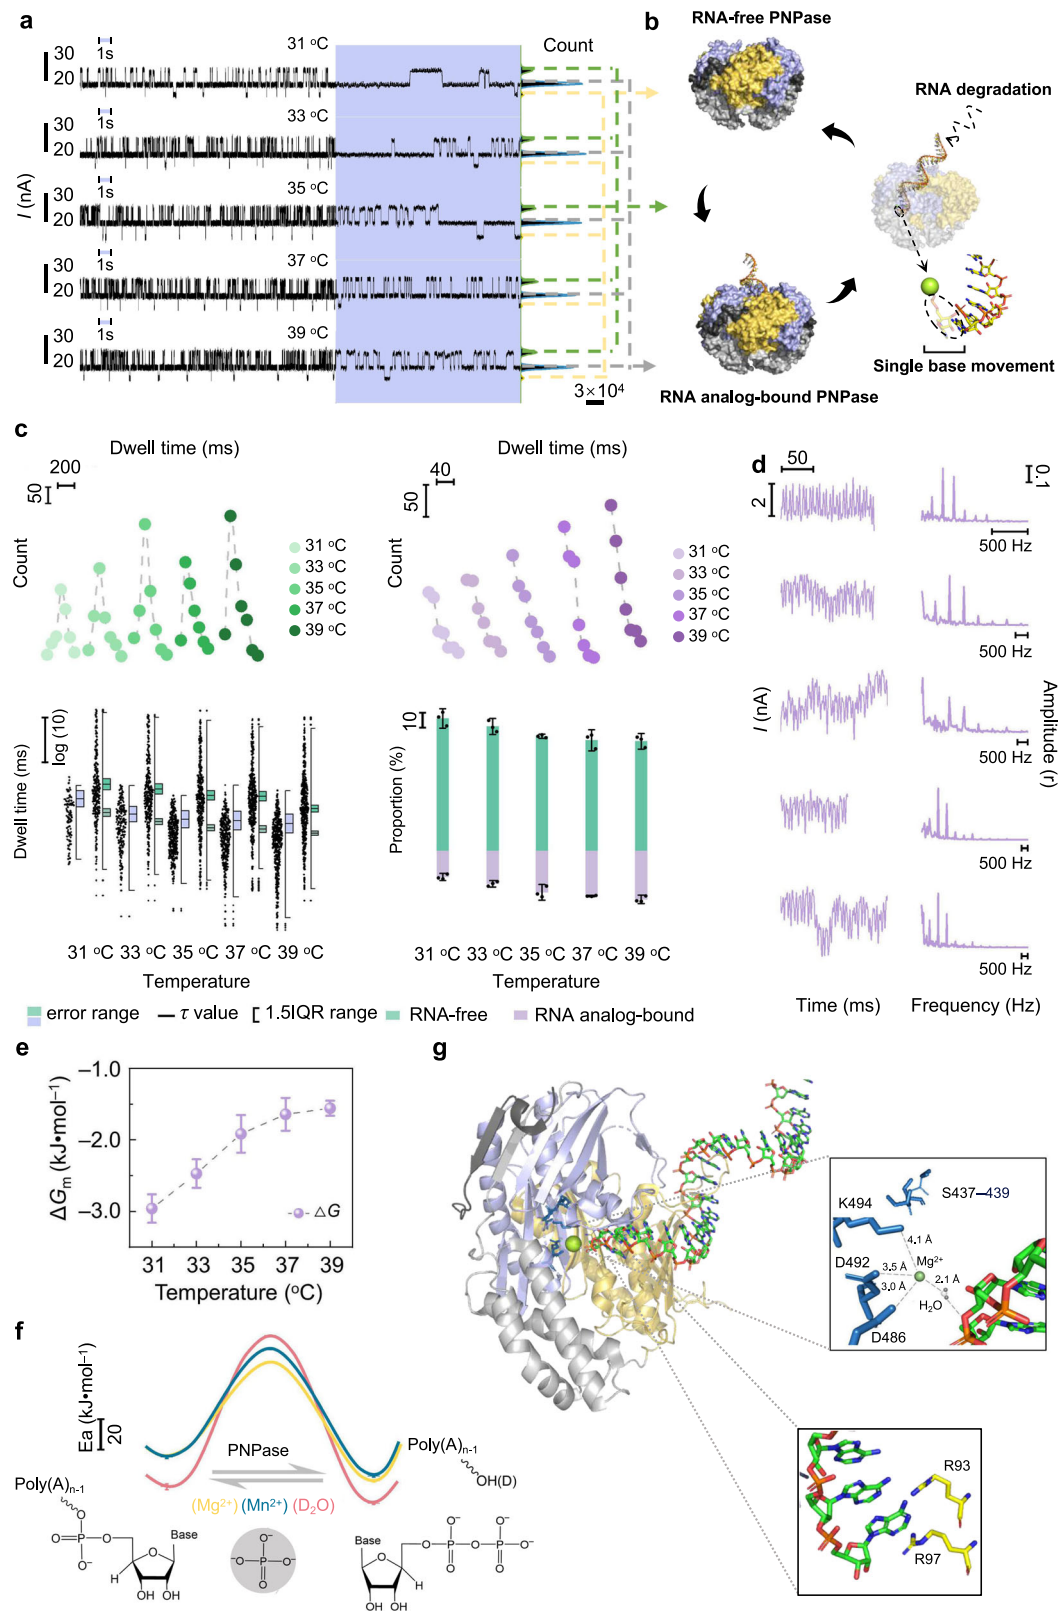 a
30
20
1s
31 °C
Count
30
20
1s
33 °C
30
20
1s
35 °C
30
20
1s
37 °C
30
20
1s
39 °C
I (nA)
3×10⁴
b
RNA-free PNPase
RNA degradation
Single base movement
RNA analog-bound PNPase
c
Dwell time (ms)
200
50
Count
31 °C
33 °C
35 °C
37 °C
39 °C
Dwell time (ms)
40
50
Count
31 °C
33 °C
35 °C
37 °C
39 °C
log (10)
Dwell time (ms)
31 °C 33 °C 35 °C 37 °C 39 °C
Temperature
10
Proportion (%)
31 °C 33 °C 35 °C 37 °C 39 °C
Temperature
error range τ value 1.5IQR range RNA-free RNA analog-bound
d
50
2
0.1
500 Hz
500 Hz
500 Hz
500 Hz
500 Hz
I (nA)
Amplitude (r)
Time (ms) Frequency (Hz)
e
−1.0
−2.0
−3.0
ΔGm (kJ•mol⁻¹)
ΔG
31 33 35 37 39
Temperature (°C)
f
Ea (kJ•mol⁻¹)
20
PNPase
(Mg²⁺) (Mn²⁺) (D₂O)
Poly(A)n-1
OH(D)
Poly(A)n-1
O
O=P—O
O⁻
Base
O
H
OH OH
O⁻
⁻O—P—O⁻
O
Base
O
H
OH OH
O⁻ O⁻
O—P—O—P—O⁻
O O
g
K494
S437–439
4.1 Å
D492
3.5 Å
Mg²⁺
3.0 Å
2.1 Å
H₂O
D486
R93
R97